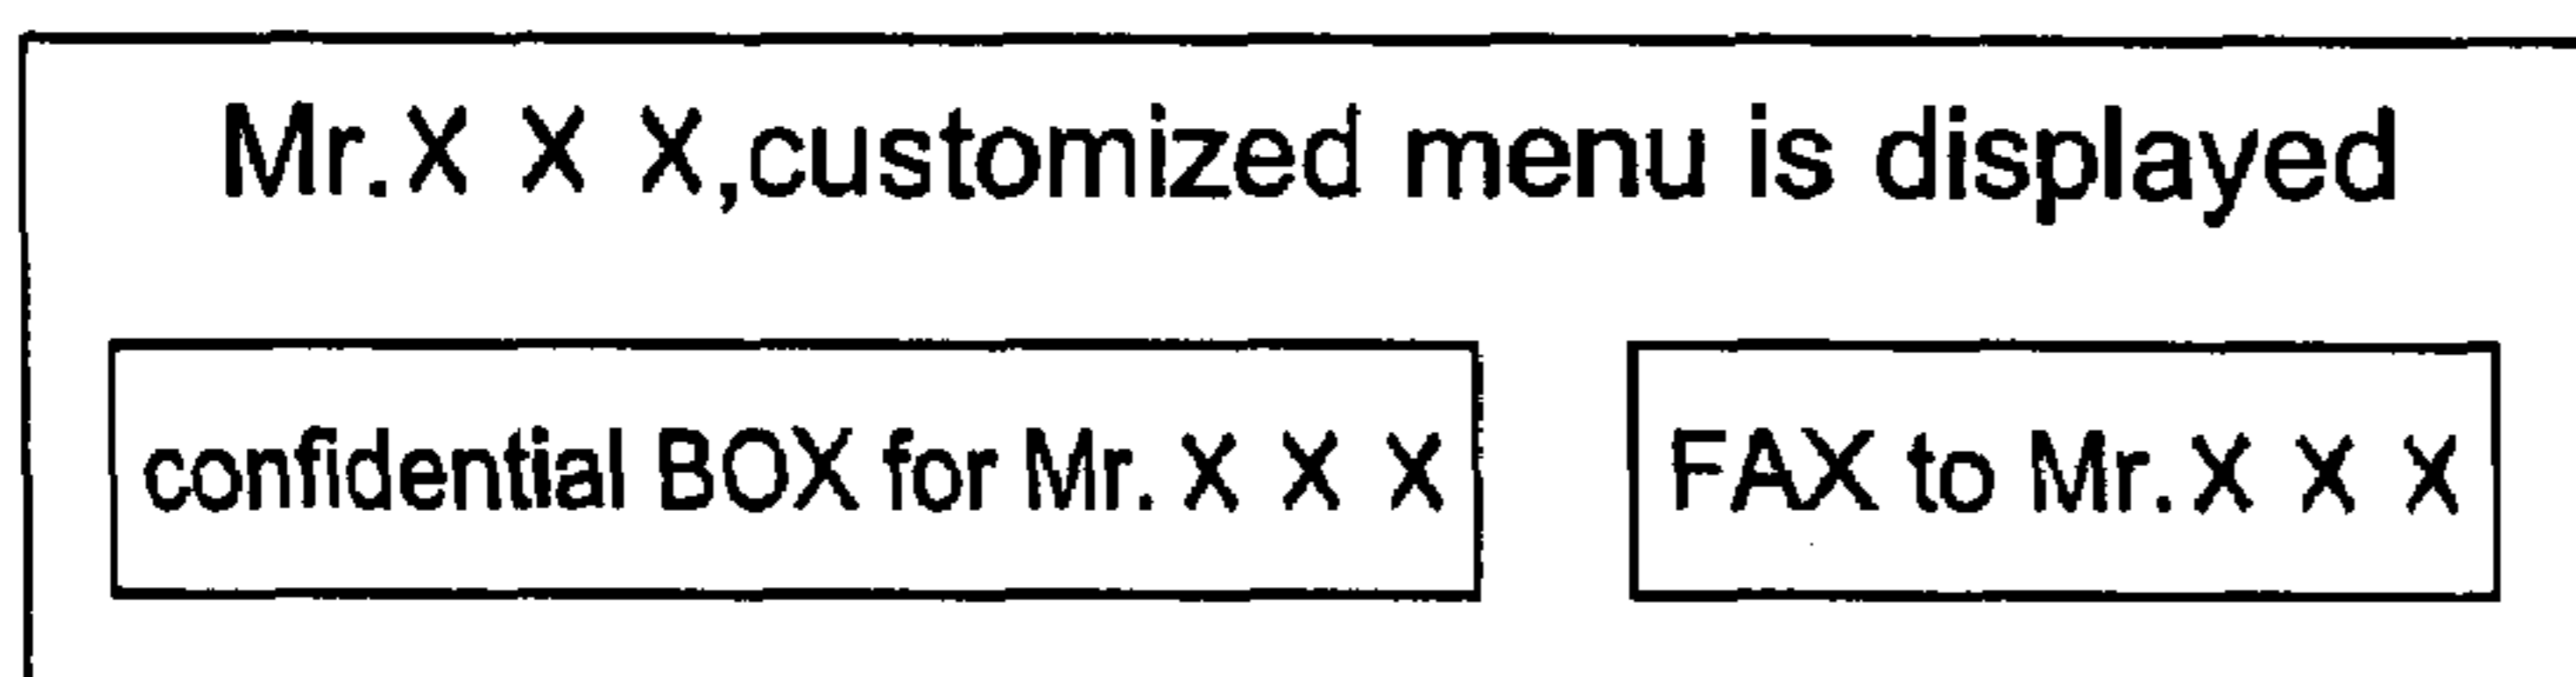 Mr.X X X,customized menu is displayed
confidential BOX for Mr. X X X
FAX to Mr.X X X